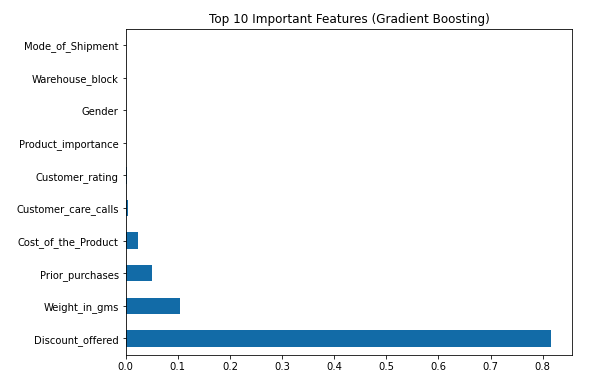 Top 10 Important Features (Gradient Boosting)
Mode_of_Shipment
Warehouse_block
Gender
Product_importance
Customer_rating
Customer_care_calls
Cost_of_the_Product
Prior_purchases
Weight_in_gms
Discount_offered
0.0 0.1 0.2 0.3 0.4 0.5 0.6 0.7 0.8